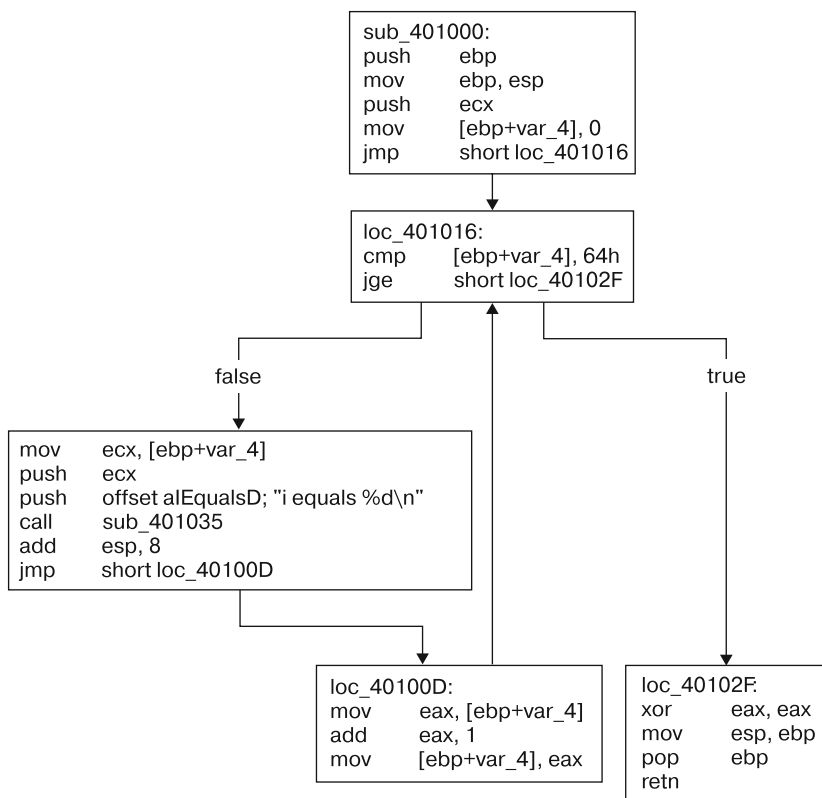 sub_401000:
push ebp
mov ebp, esp
push ecx
mov [ebp+var_4], 0
jmp short loc_401016
loc_401016:
cmp [ebp+var_4], 64h
jge short loc_40102F
false
true
mov ecx, [ebp+var_4]
push ecx
push offset aIEqualsD; "i equals %d\n"
call sub_401035
add esp, 8
jmp short loc_40100D
loc_40100D:
mov eax, [ebp+var_4]
add eax, 1
mov [ebp+var_4], eax
loc_40102F:
xor eax, eax
mov esp, ebp
pop ebp
retn